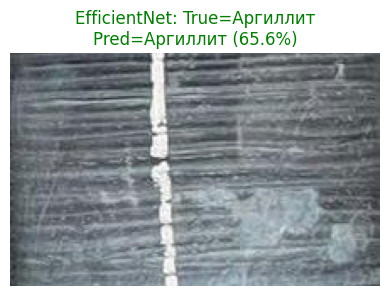 EfficientNet: True=Аргиллит
Pred=Аргиллит (65.6%)